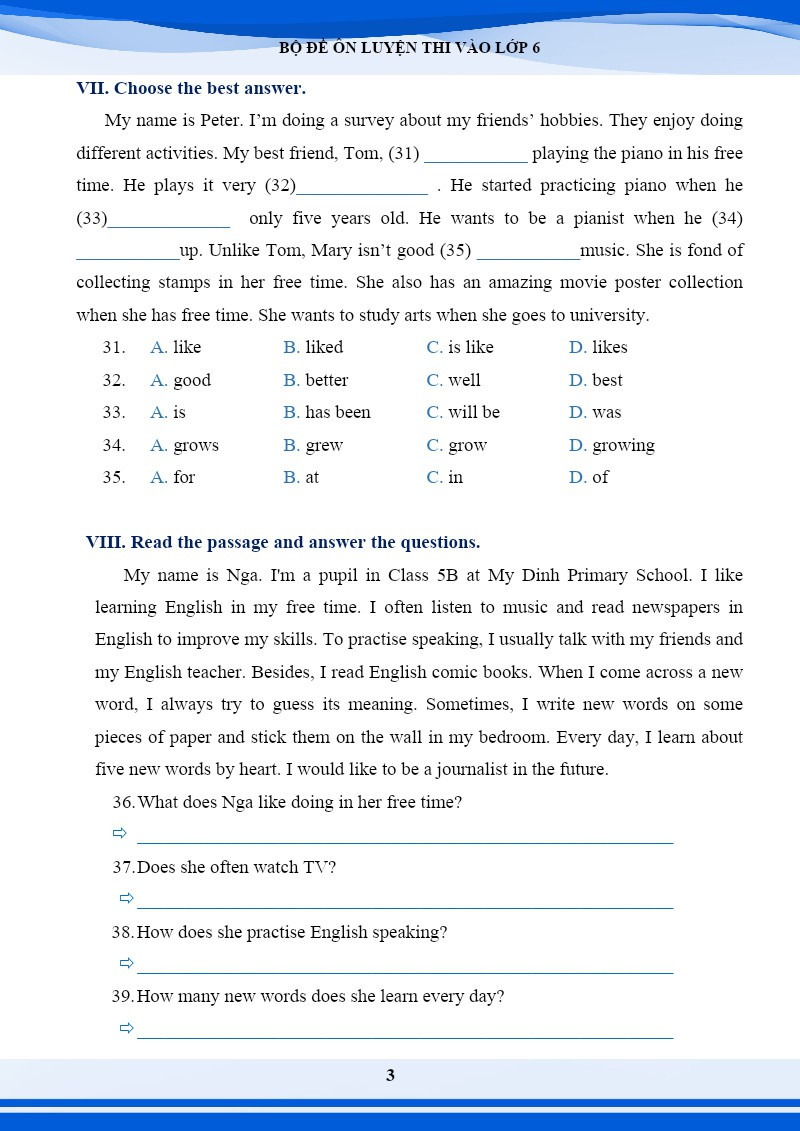 BỘ ĐỀ ÔN LUYỆN THI VÀO LỚP 6
VII. Choose the best answer.
My name is Peter. I'm doing a survey about my friends' hobbies. They enjoy doing
different activities. My best friend, Tom, (31) ___________ playing the piano in his free
time. He plays it very (32)______________ . He started practicing piano when he
(33)_____________ only five years old. He wants to be a pianist when he (34)
___________up. Unlike Tom, Mary isn't good (35) ___________music. She is fond of
collecting stamps in her free time. She also has an amazing movie poster collection
when she has free time. She wants to study arts when she goes to university.
31. A. like B. liked C. is like D. likes
32. A. good B. better C. well D. best
33. A. is B. has been C. will be D. was
34. A. grows B. grew C. grow D. growing
35. A. for B. at C. in D. of
VIII. Read the passage and answer the questions.
My name is Nga. I'm a pupil in Class 5B at My Dinh Primary School. I like
learning English in my free time. I often listen to music and read newspapers in
English to improve my skills. To practise speaking, I usually talk with my friends and
my English teacher. Besides, I read English comic books. When I come across a new
word, I always try to guess its meaning. Sometimes, I write new words on some
pieces of paper and stick them on the wall in my bedroom. Every day, I learn about
five new words by heart. I would like to be a journalist in the future.
36. What does Nga like doing in her free time?
⇨ _________________________________________________________
37. Does she often watch TV?
⇨ _________________________________________________________
38. How does she practise English speaking?
⇨ _________________________________________________________
39. How many new words does she learn every day?
⇨ _________________________________________________________
3